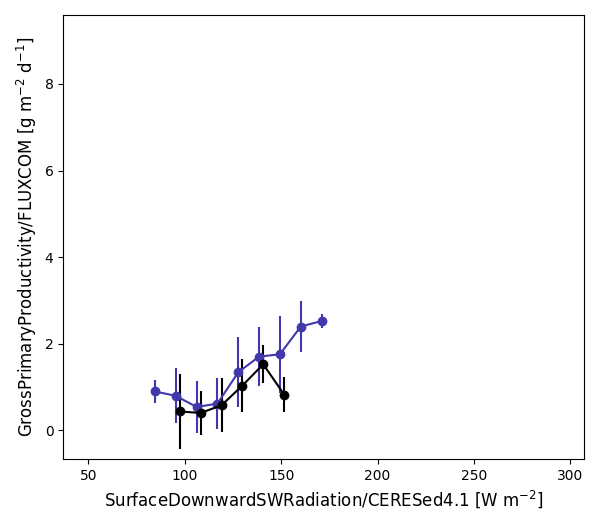 GrossPrimaryProductivity/FLUXCOM [g m⁻² d⁻¹]
8
6
4
2
0
50 100 150 200 250 300
SurfaceDownwardSWRadiation/CERESed4.1 [W m⁻²]